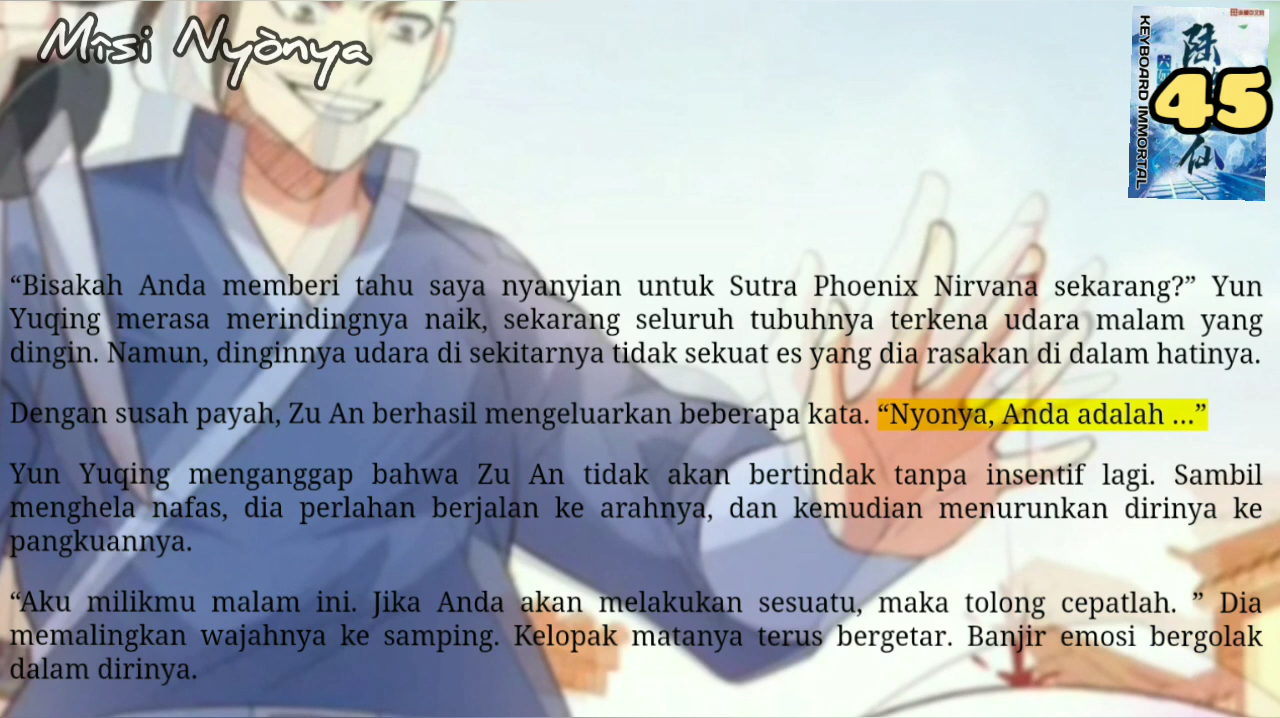 Mîsi Nyònya
KEYBOARD IMMORTAL
45
“Bisakah Anda memberi tahu saya nyanyian untuk Sutra Phoenix Nirvana sekarang?” Yun
Yuqing merasa merindingnya naik, sekarang seluruh tubuhnya terkena udara malam yang
dingin. Namun, dinginnya udara di sekitarnya tidak sekuat es yang dia rasakan di dalam hatinya.
Dengan susah payah, Zu An berhasil mengeluarkan beberapa kata. “Nyonya, Anda adalah ...”
Yun Yuqing menganggap bahwa Zu An tidak akan bertindak tanpa insentif lagi. Sambil
menghela nafas, dia perlahan berjalan ke arahnya, dan kemudian menurunkan dirinya ke
pangkuannya.
“Aku milikmu malam ini. Jika Anda akan melakukan sesuatu, maka tolong cepatlah. ” Dia
memalingkan wajahnya ke samping. Kelopak matanya terus bergetar. Banjir emosi bergolak
dalam dirinya.